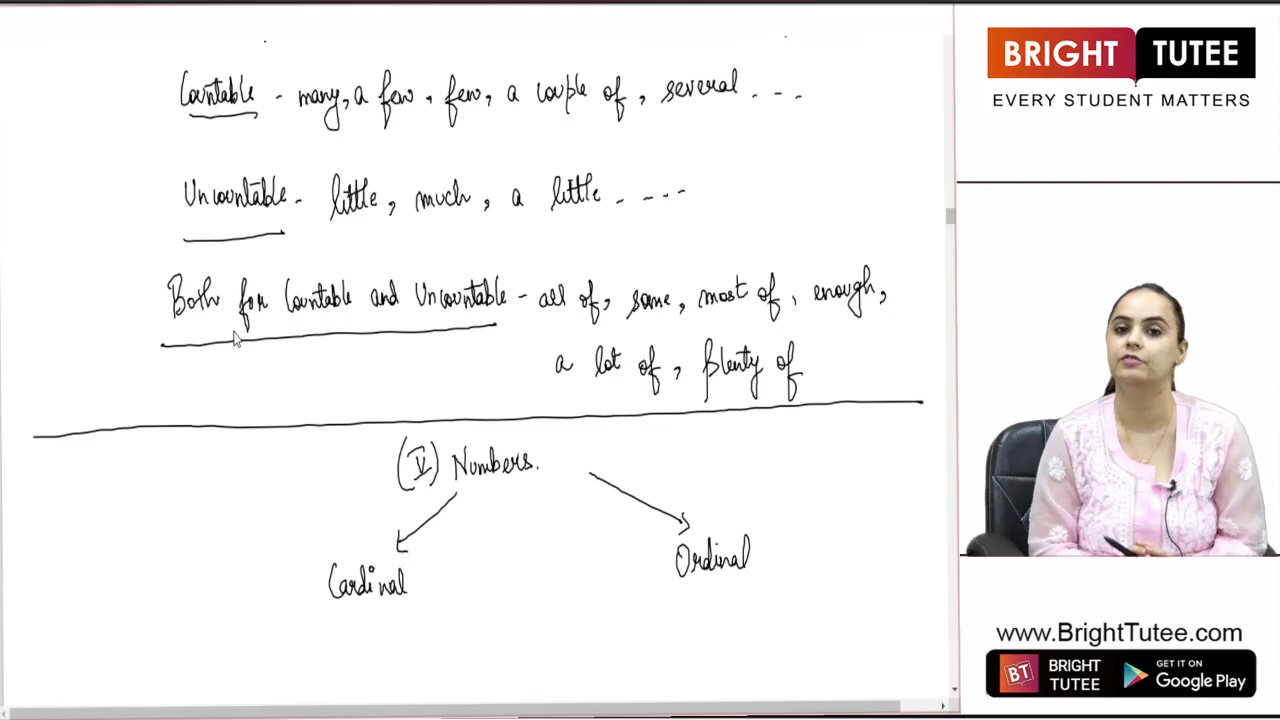 Countable - many, a few, few, a couple of, several ...
Uncountable - little, much, a little ....
Both for Countable and Uncountable - all of, some, most of, enough,
a lot of, plenty of
(V) Numbers.
Cardinal
Ordinal
BRIGHT TUTEE
EVERY STUDENT MATTERS
www.BrightTutee.com
BT BRIGHT TUTEE
GET IT ON Google Play